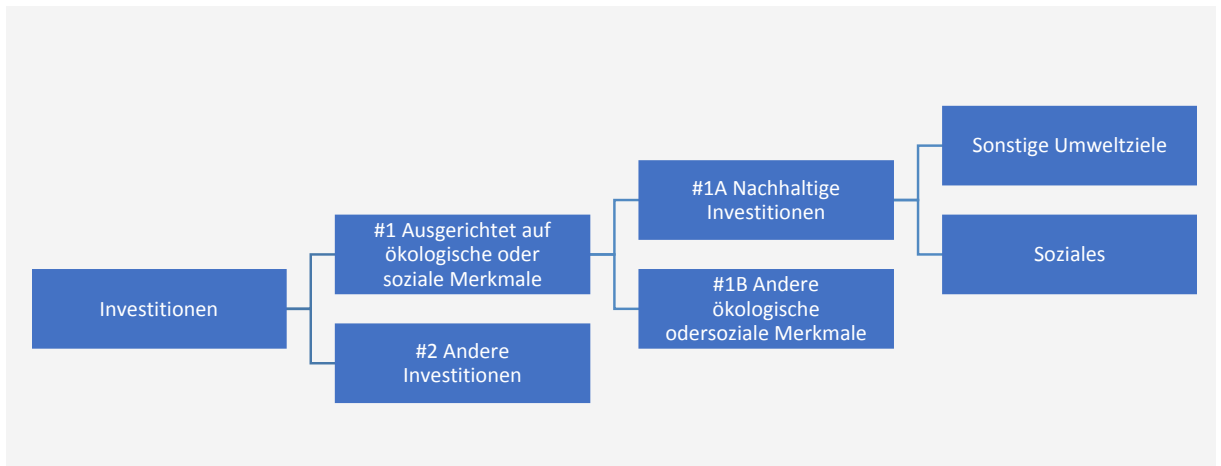 Investitionen
#1 Ausgerichtet auf
ökologische oder
soziale Merkmale
#2 Andere
Investitionen
#1A Nachhaltige
Investitionen
#1B Andere
ökologische
odersoziale Merkmale
Sonstige Umweltziele
Soziales